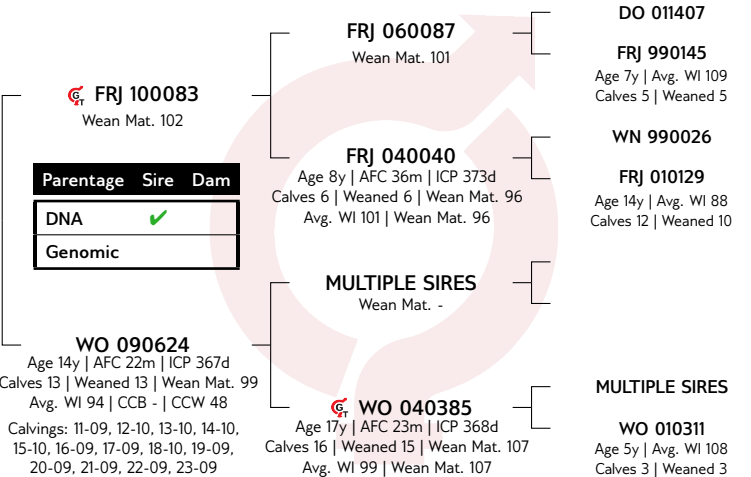 GT FRJ 100083
Wean Mat. 102
Parentage Sire Dam
DNA ✔
Genomic
WO 090624
Age 14y | AFC 22m | ICP 367d
Calves 13 | Weaned 13 | Wean Mat. 99
Avg. WI 94 | CCB - | CCW 48
Calvings: 11-09, 12-10, 13-10, 14-10,
15-10, 16-09, 17-09, 18-10, 19-09,
20-09, 21-09, 22-09, 23-09
FRJ 060087
Wean Mat. 101
FRJ 040040
Age 8y | AFC 36m | ICP 373d
Calves 6 | Weaned 6 | Wean Mat. 96
Avg. WI 101 | Wean Mat. 96
MULTIPLE SIRES
Wean Mat. -
GT WO 040385
Age 17y | AFC 23m | ICP 368d
Calves 16 | Weaned 15 | Wean Mat. 107
Avg. WI 99 | Wean Mat. 107
DO 011407
FRJ 990145
Age 7y | Avg. WI 109
Calves 5 | Weaned 5
WN 990026
FRJ 010129
Age 14y | Avg. WI 88
Calves 12 | Weaned 10
MULTIPLE SIRES
WO 010311
Age 5y | Avg. WI 108
Calves 3 | Weaned 3